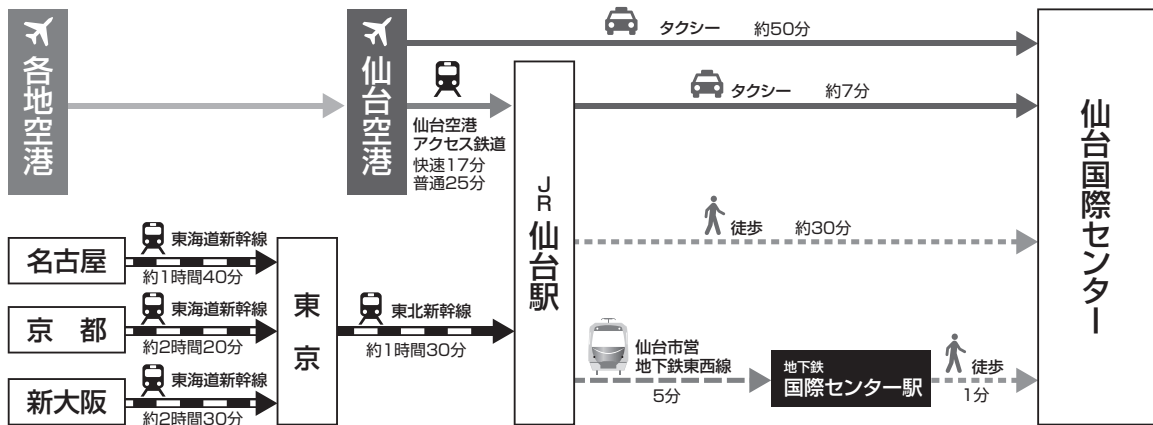 各地空港
仙台空港
タクシー 約50分
仙台空港
アクセス鉄道
快速17分
普通25分
JR仙台駅
タクシー 約7分
徒歩 約30分
仙台国際センター
名古屋
東海道新幹線
約1時間40分
京都
東海道新幹線
約2時間20分
新大阪
東海道新幹線
約2時間30分
東京
東北新幹線
約1時間30分
仙台市営
地下鉄東西線
5分
地下鉄
国際センター駅
徒歩
1分